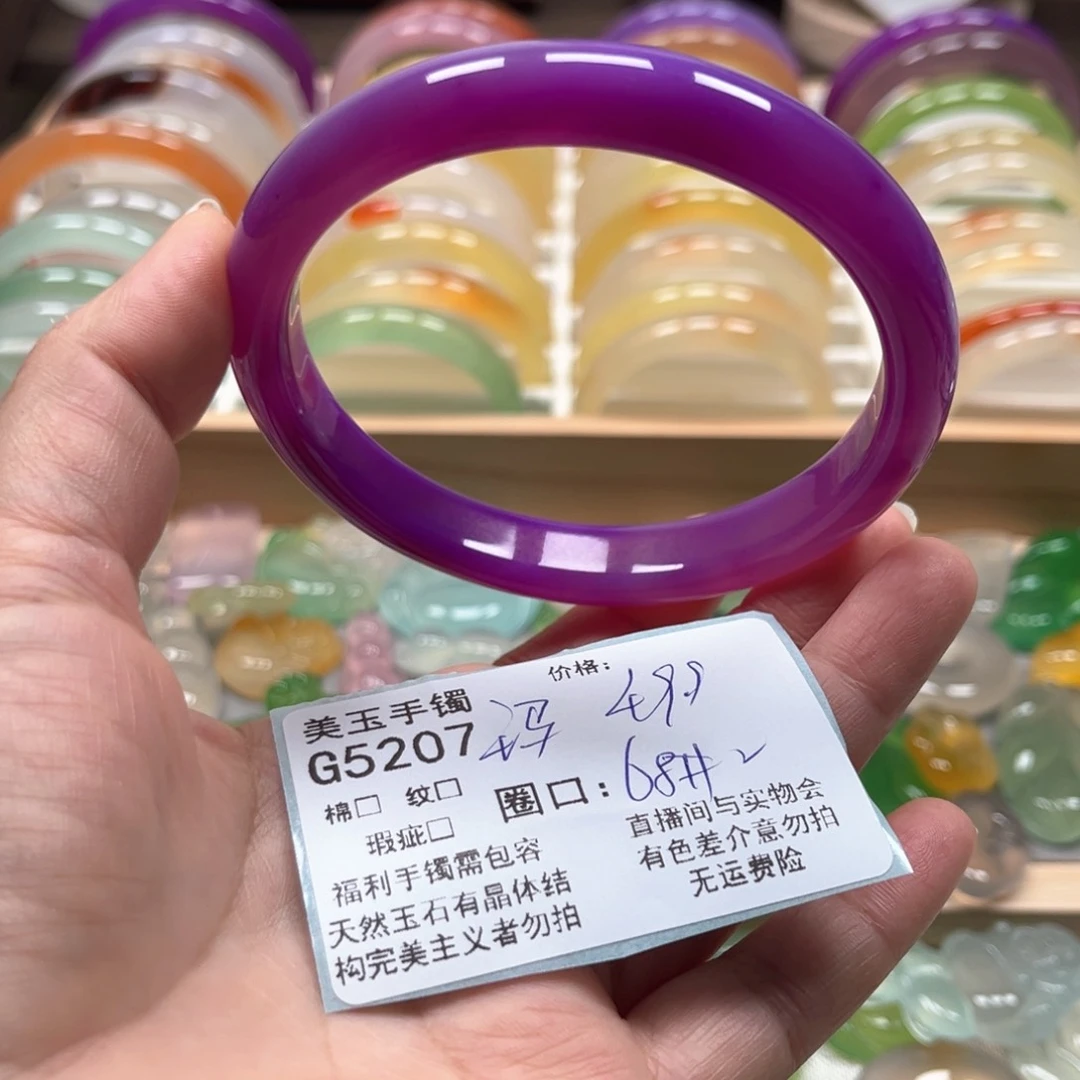 价格: 499
美玉手镯
G5207
棉□ 纹□ 圈口: 68#
瑕疵□
福利手镯需包容
天然玉石有晶体结
构完美主义者勿拍
直播间与实物会
有色差介意勿拍
无运费险